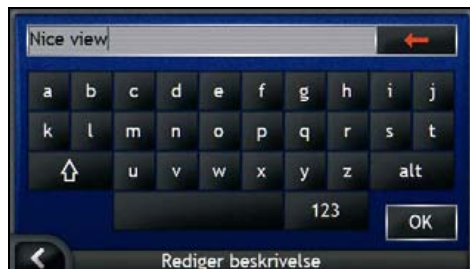 Nice view
a b c d e f g h i j
k l m n o p q r s t
u v w x y z alt
123
OK
Rediger beskrivelse